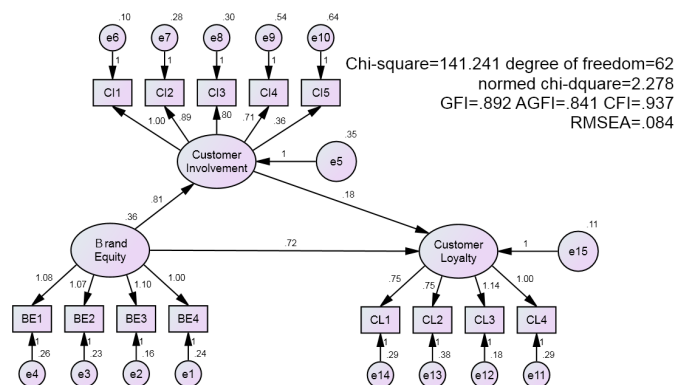 .10 .28 .30 .54 .64
e6 e7 e8 e9 e10
1 1 1 1 1
Chi-square=141.241 degree of freedom=62
normed chi-dquare=2.278
GFI=.892 AGFI=.841 CFI=.937
RMSEA=.084
CI1 CI2 CI3 CI4 CI5
1.00 .89 .80 .71 .36
.35
Customer
Involvement
1
e5
.81
.18
.36
.11
Brand
Equity
.72
Customer
Loyalty
1
e15
1.08 1.07 1.10 1.00
.75 .75 1.14 1.00
BE1 BE2 BE3 BE4
CL1 CL2 CL3 CL4
1 1 1 1
1 1 1 1
.26 .23 .16 .24
.29 .38 .18 .29
e4 e3 e2 e1
e14 e13 e12 e11